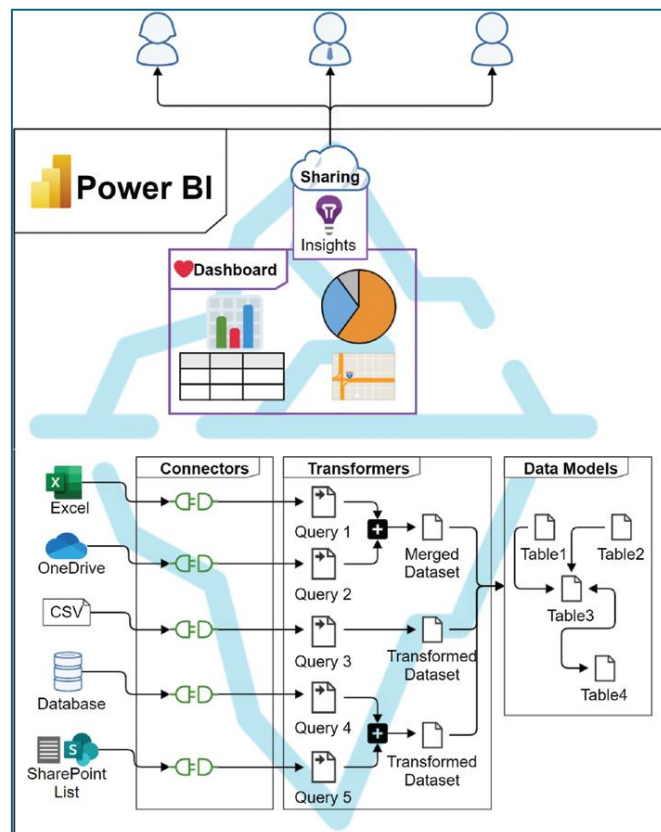 Sharing
Power BI
Insights
Dashboard
Connectors
Transformers
Data Models
Excel
Query 1
Merged
Dataset
Table1
Table2
OneDrive
Query 2
Table3
CSV
Query 3
Transformed
Dataset
Table4
Database
Query 4
Transformed
Dataset
SharePoint
List
Query 5